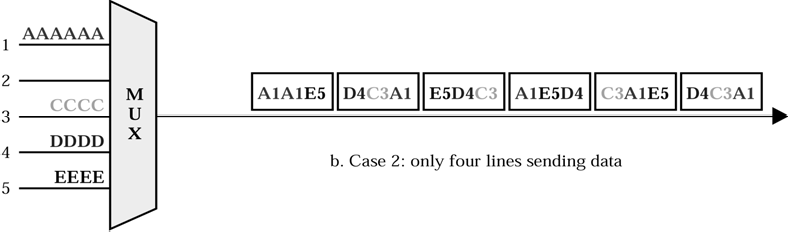 1 AAAAAA
2
3 CCCC
4 DDDD
5 EEEE
MUX
A1A1E5 D4C3A1 E5D4C3 A1E5D4 C3A1E5 D4C3A1
b. Case 2: only four lines sending data